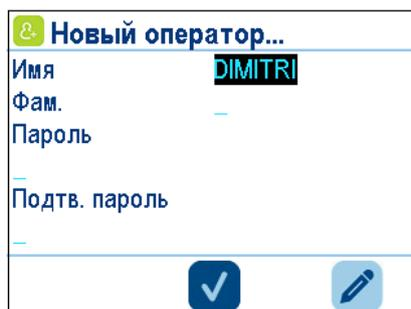 Новый оператор...
Имя DIMITRI
Фам. _
Пароль
_
Подтв. пароль
_